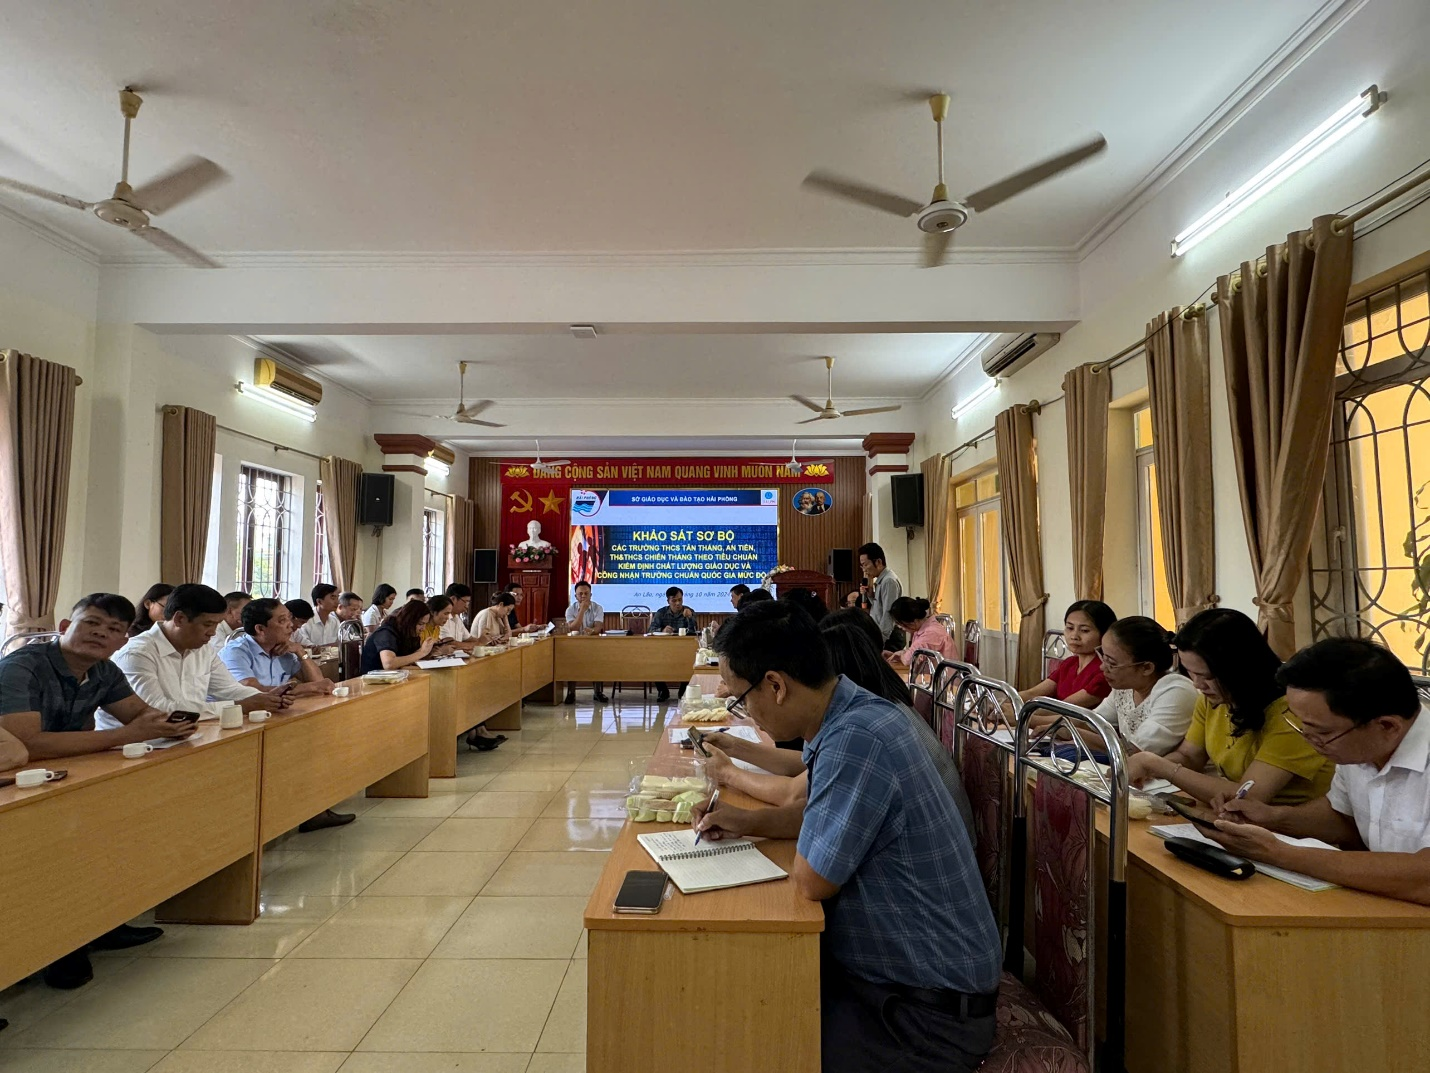 ĐẢNG CỘNG SẢN VIỆT NAM QUANG VINH MUÔN NĂM
HẢI PHÒNG
SỞ GIÁO DỤC VÀ ĐÀO TẠO HẢI PHÒNG
KHẢO SÁT SƠ BỘ
CÁC TRƯỜNG THCS TÂN THẮNG, AN TIẾN,
TH&THCS CHIẾN THẮNG THEO TIÊU CHUẨN
KIỂM ĐỊNH CHẤT LƯỢNG GIÁO DỤC VÀ
CÔNG NHẬN TRƯỜNG CHUẨN QUỐC GIA MỨC ĐỘ
An Lão, 10 năm